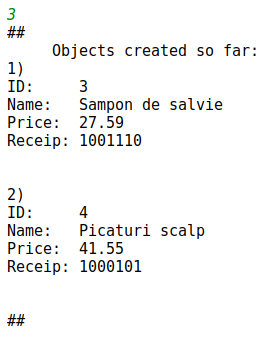 3
##
Objects created so far:
1)
ID: 3
Name: Sampon de salvie
Price: 27.59
Receip: 1001110
2)
ID: 4
Name: Picaturi scalp
Price: 41.55
Receip: 1000101
##